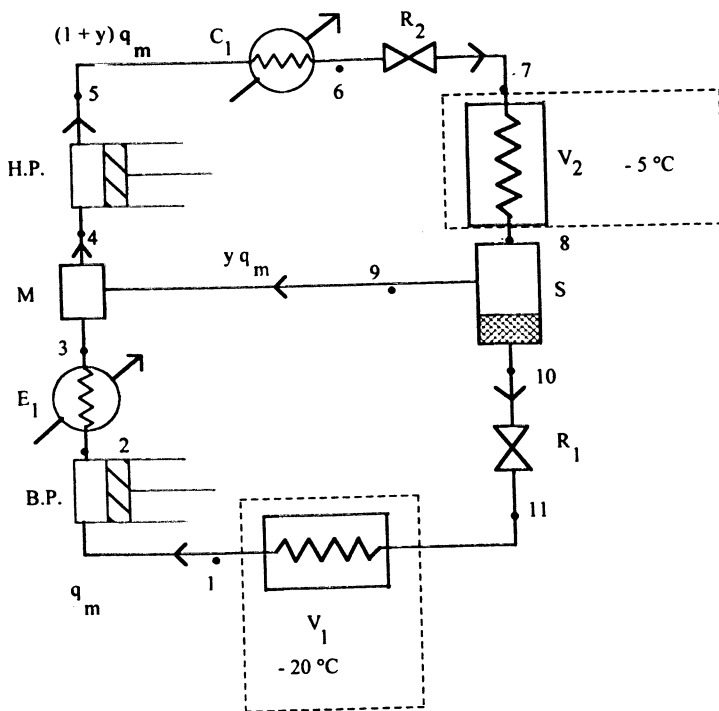 (1 + y) q m
C 1
R 2
5
6
7
H.P.
V 2
- 5 °C
4
8
y q m
9
M
S
3
10
E 1
R 1
2
B.P.
11
1
q m
V 1
- 20 °C